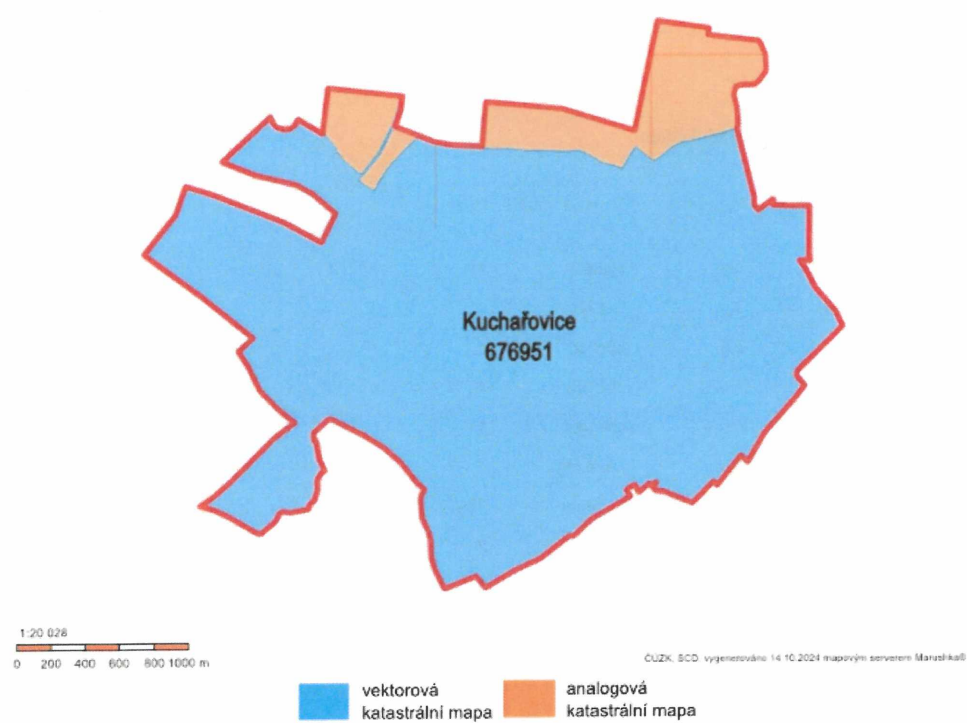 Kuchařovice
676951
1:20 028
0 200 400 600 800 1000 m
ČÚZK, SCD vygenerováno 14.10.2024 mapovým serverem Marushka®
vektorová
katastrální mapa
analogová
katastrální mapa